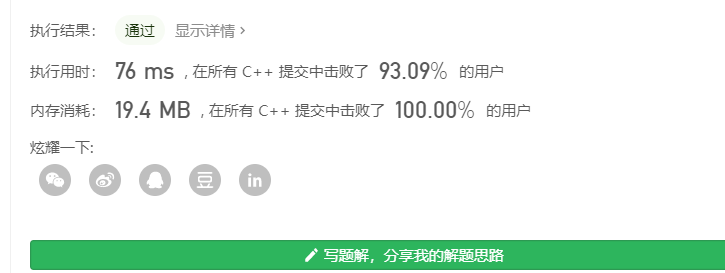 执行结果： 通过 显示详情 ›
执行用时： 76 ms , 在所有 C++ 提交中击败了 93.09% 的用户
内存消耗： 19.4 MB , 在所有 C++ 提交中击败了 100.00% 的用户
炫耀一下:
豆 in
写题解，分享我的解题思路